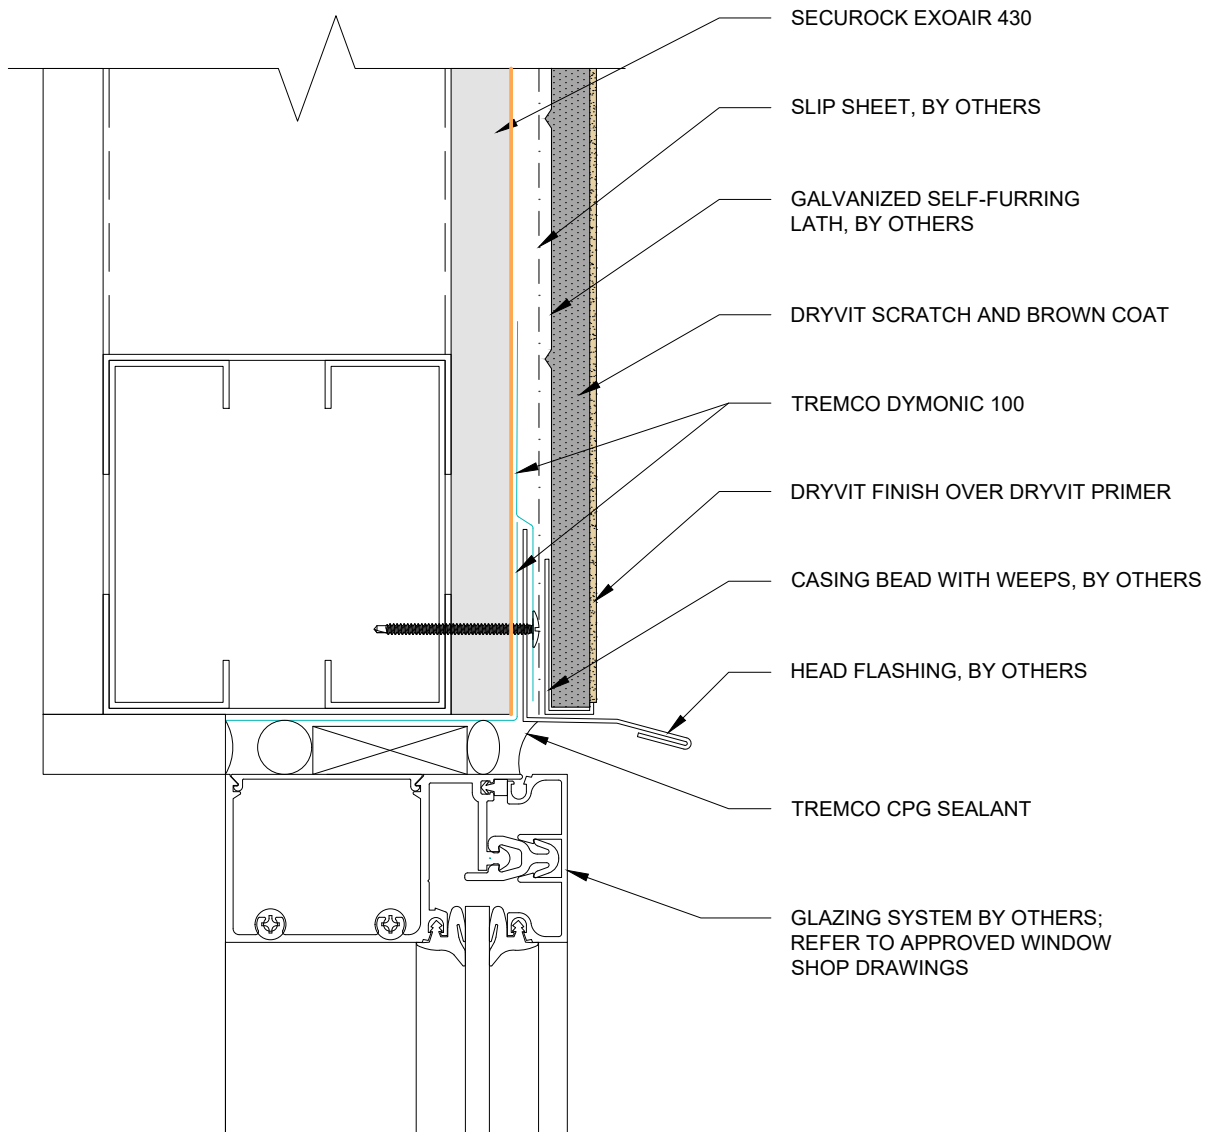 SECUROCK EXOAIR 430
SLIP SHEET, BY OTHERS
GALVANIZED SELF-FURRING
LATH, BY OTHERS
DRYVIT SCRATCH AND BROWN COAT
TREMCO DYMONIC 100
DRYVIT FINISH OVER DRYVIT PRIMER
CASING BEAD WITH WEEPS, BY OTHERS
HEAD FLASHING, BY OTHERS
TREMCO CPG SEALANT
GLAZING SYSTEM BY OTHERS;
REFER TO APPROVED WINDOW
SHOP DRAWINGS